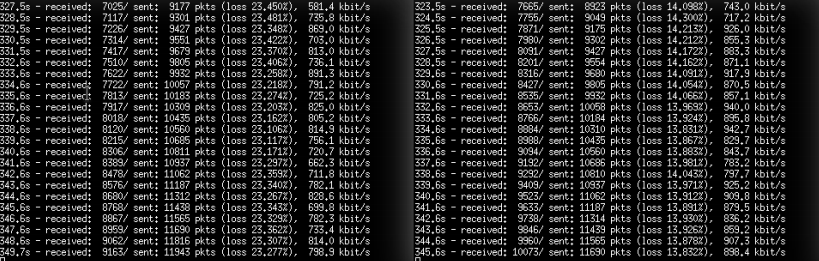 327.5s - received: 7025/ sent: 9177 pkts (loss 23.450%), 581.4 kbit/s
328.5s - received: 7117/ sent: 9301 pkts (loss 23.481%), 735.8 kbit/s
329.5s - received: 7226/ sent: 9427 pkts (loss 23.348%), 869.0 kbit/s
330.5s - received: 7314/ sent: 9551 pkts (loss 23.422%), 703.0 kbit/s
331.5s - received: 7417/ sent: 9679 pkts (loss 23.370%), 813.0 kbit/s
332.5s - received: 7510/ sent: 9805 pkts (loss 23.406%), 736.1 kbit/s
333.6s - received: 7622/ sent: 9932 pkts (loss 23.258%), 891.3 kbit/s
334.6s - received: 7722/ sent: 10057 pkts (loss 23.218%), 791.2 kbit/s
335.6s - received: 7813/ sent: 10183 pkts (loss 23.274%), 725.2 kbit/s
336.6s - received: 7917/ sent: 10309 pkts (loss 23.203%), 825.0 kbit/s
337.6s - received: 8018/ sent: 10435 pkts (loss 23.162%), 805.2 kbit/s
338.6s - received: 8120/ sent: 10560 pkts (loss 23.106%), 814.9 kbit/s
339.6s - received: 8215/ sent: 10685 pkts (loss 23.117%), 756.1 kbit/s
340.6s - received: 8306/ sent: 10811 pkts (loss 23.171%), 720.7 kbit/s
341.6s - received: 8389/ sent: 10937 pkts (loss 23.297%), 662.3 kbit/s
342.6s - received: 8478/ sent: 11062 pkts (loss 23.359%), 711.8 kbit/s
343.6s - received: 8576/ sent: 11187 pkts (loss 23.340%), 782.1 kbit/s
344.6s - received: 8680/ sent: 11312 pkts (loss 23.267%), 828.6 kbit/s
345.6s - received: 8768/ sent: 11438 pkts (loss 23.343%), 699.8 kbit/s
346.6s - received: 8867/ sent: 11565 pkts (loss 23.329%), 782.3 kbit/s
347.6s - received: 8959/ sent: 11690 pkts (loss 23.362%), 733.4 kbit/s
348.6s - received: 9062/ sent: 11816 pkts (loss 23.307%), 814.0 kbit/s
349.7s - received: 9163/ sent: 11943 pkts (loss 23.277%), 798.9 kbit/s
323.5s - received: 7665/ sent: 8923 pkts (loss 14.098%), 743.0 kbit/s
324.5s - received: 7755/ sent: 9049 pkts (loss 14.300%), 717.2 kbit/s
325.5s - received: 7871/ sent: 9175 pkts (loss 14.213%), 926.0 kbit/s
326.5s - received: 7980/ sent: 9302 pkts (loss 14.212%), 855.3 kbit/s
327.5s - received: 8091/ sent: 9427 pkts (loss 14.172%), 883.3 kbit/s
328.5s - received: 8201/ sent: 9554 pkts (loss 14.162%), 871.1 kbit/s
329.6s - received: 8316/ sent: 9680 pkts (loss 14.091%), 917.9 kbit/s
330.6s - received: 8427/ sent: 9805 pkts (loss 14.054%), 870.5 kbit/s
331.6s - received: 8535/ sent: 9932 pkts (loss 14.066%), 857.1 kbit/s
332.6s - received: 8653/ sent: 10058 pkts (loss 13.969%), 940.0 kbit/s
333.6s - received: 8766/ sent: 10184 pkts (loss 13.924%), 895.8 kbit/s
334.6s - received: 8884/ sent: 10310 pkts (loss 13.831%), 942.7 kbit/s
335.6s - received: 8988/ sent: 10435 pkts (loss 13.867%), 829.7 kbit/s
336.6s - received: 9094/ sent: 10560 pkts (loss 13.883%), 843.7 kbit/s
337.6s - received: 9192/ sent: 10686 pkts (loss 13.981%), 783.2 kbit/s
338.6s - received: 9292/ sent: 10810 pkts (loss 14.043%), 797.7 kbit/s
339.6s - received: 9409/ sent: 10937 pkts (loss 13.971%), 925.2 kbit/s
340.6s - received: 9523/ sent: 11062 pkts (loss 13.912%), 909.8 kbit/s
341.6s - received: 9633/ sent: 11187 pkts (loss 13.891%), 879.5 kbit/s
342.6s - received: 9738/ sent: 11314 pkts (loss 13.930%), 836.2 kbit/s
343.6s - received: 9846/ sent: 11439 pkts (loss 13.926%), 859.2 kbit/s
344.6s - received: 9960/ sent: 11565 pkts (loss 13.878%), 907.3 kbit/s
345.6s - received: 10073/ sent: 11690 pkts (loss 13.832%), 898.4 kbit/s